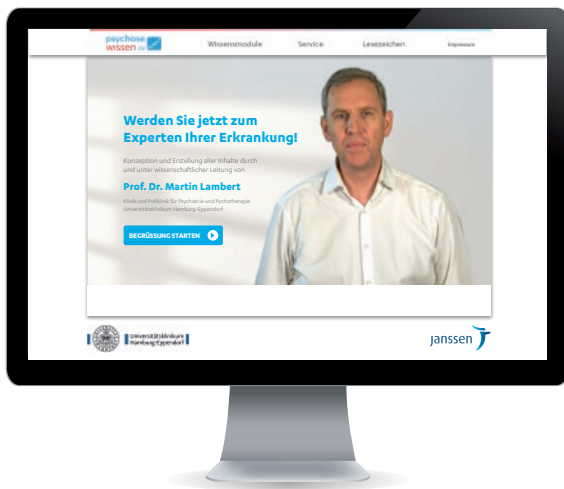 psychose
wissen.de
Wissensmodule
Service
Lesezeichen
Impressum
Werden Sie jetzt zum
Experten Ihrer Erkrankung!
Konzeption und Erstellung aller Inhalte durch
und unter wissenschaftlicher Leitung von
Prof. Dr. Martin Lambert
Klinik und Poliklinik für Psychiatrie und Pychotherapie
Universitätsklinikum Hamburg-Eppendorf
BEGRÜSSUNG STARTEN
Universitätsklinikum
Hamburg-Eppendorf
janssen